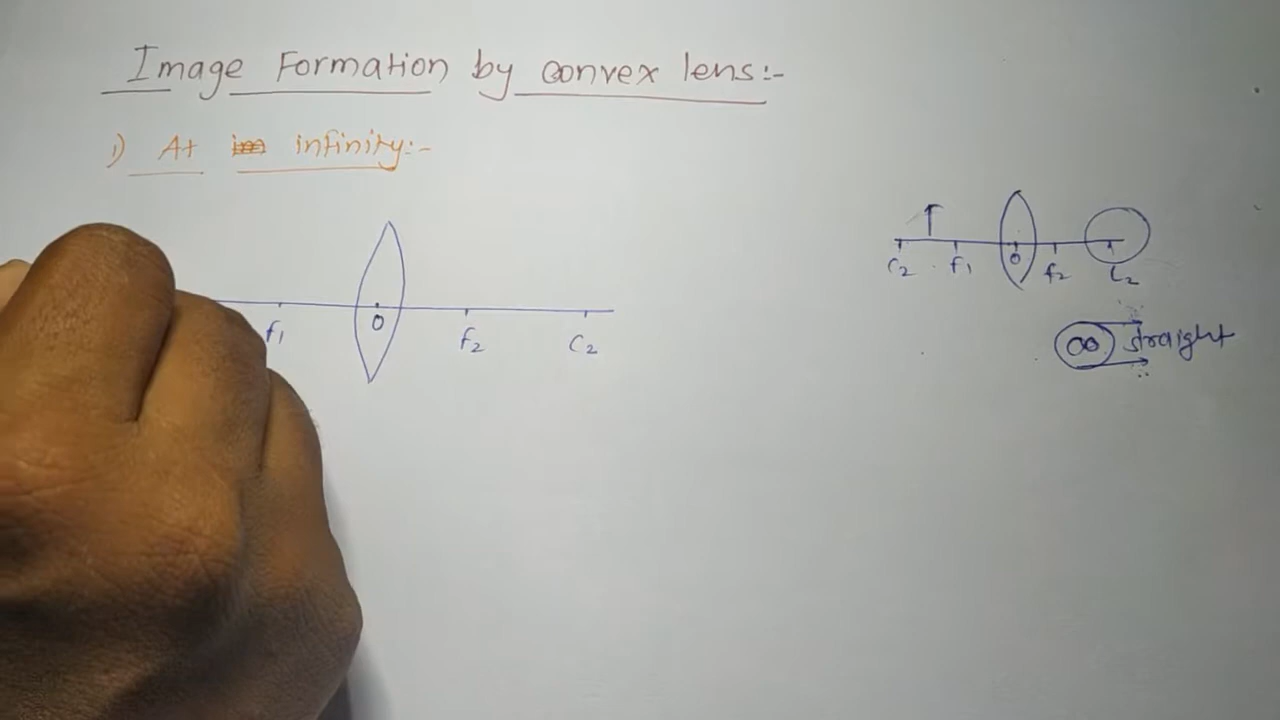 Image Formation by convex lens:-
1) At infinity:-
f₁ O f₂ C₂
C₂ f₁ O f₂ C₂
∞ straight